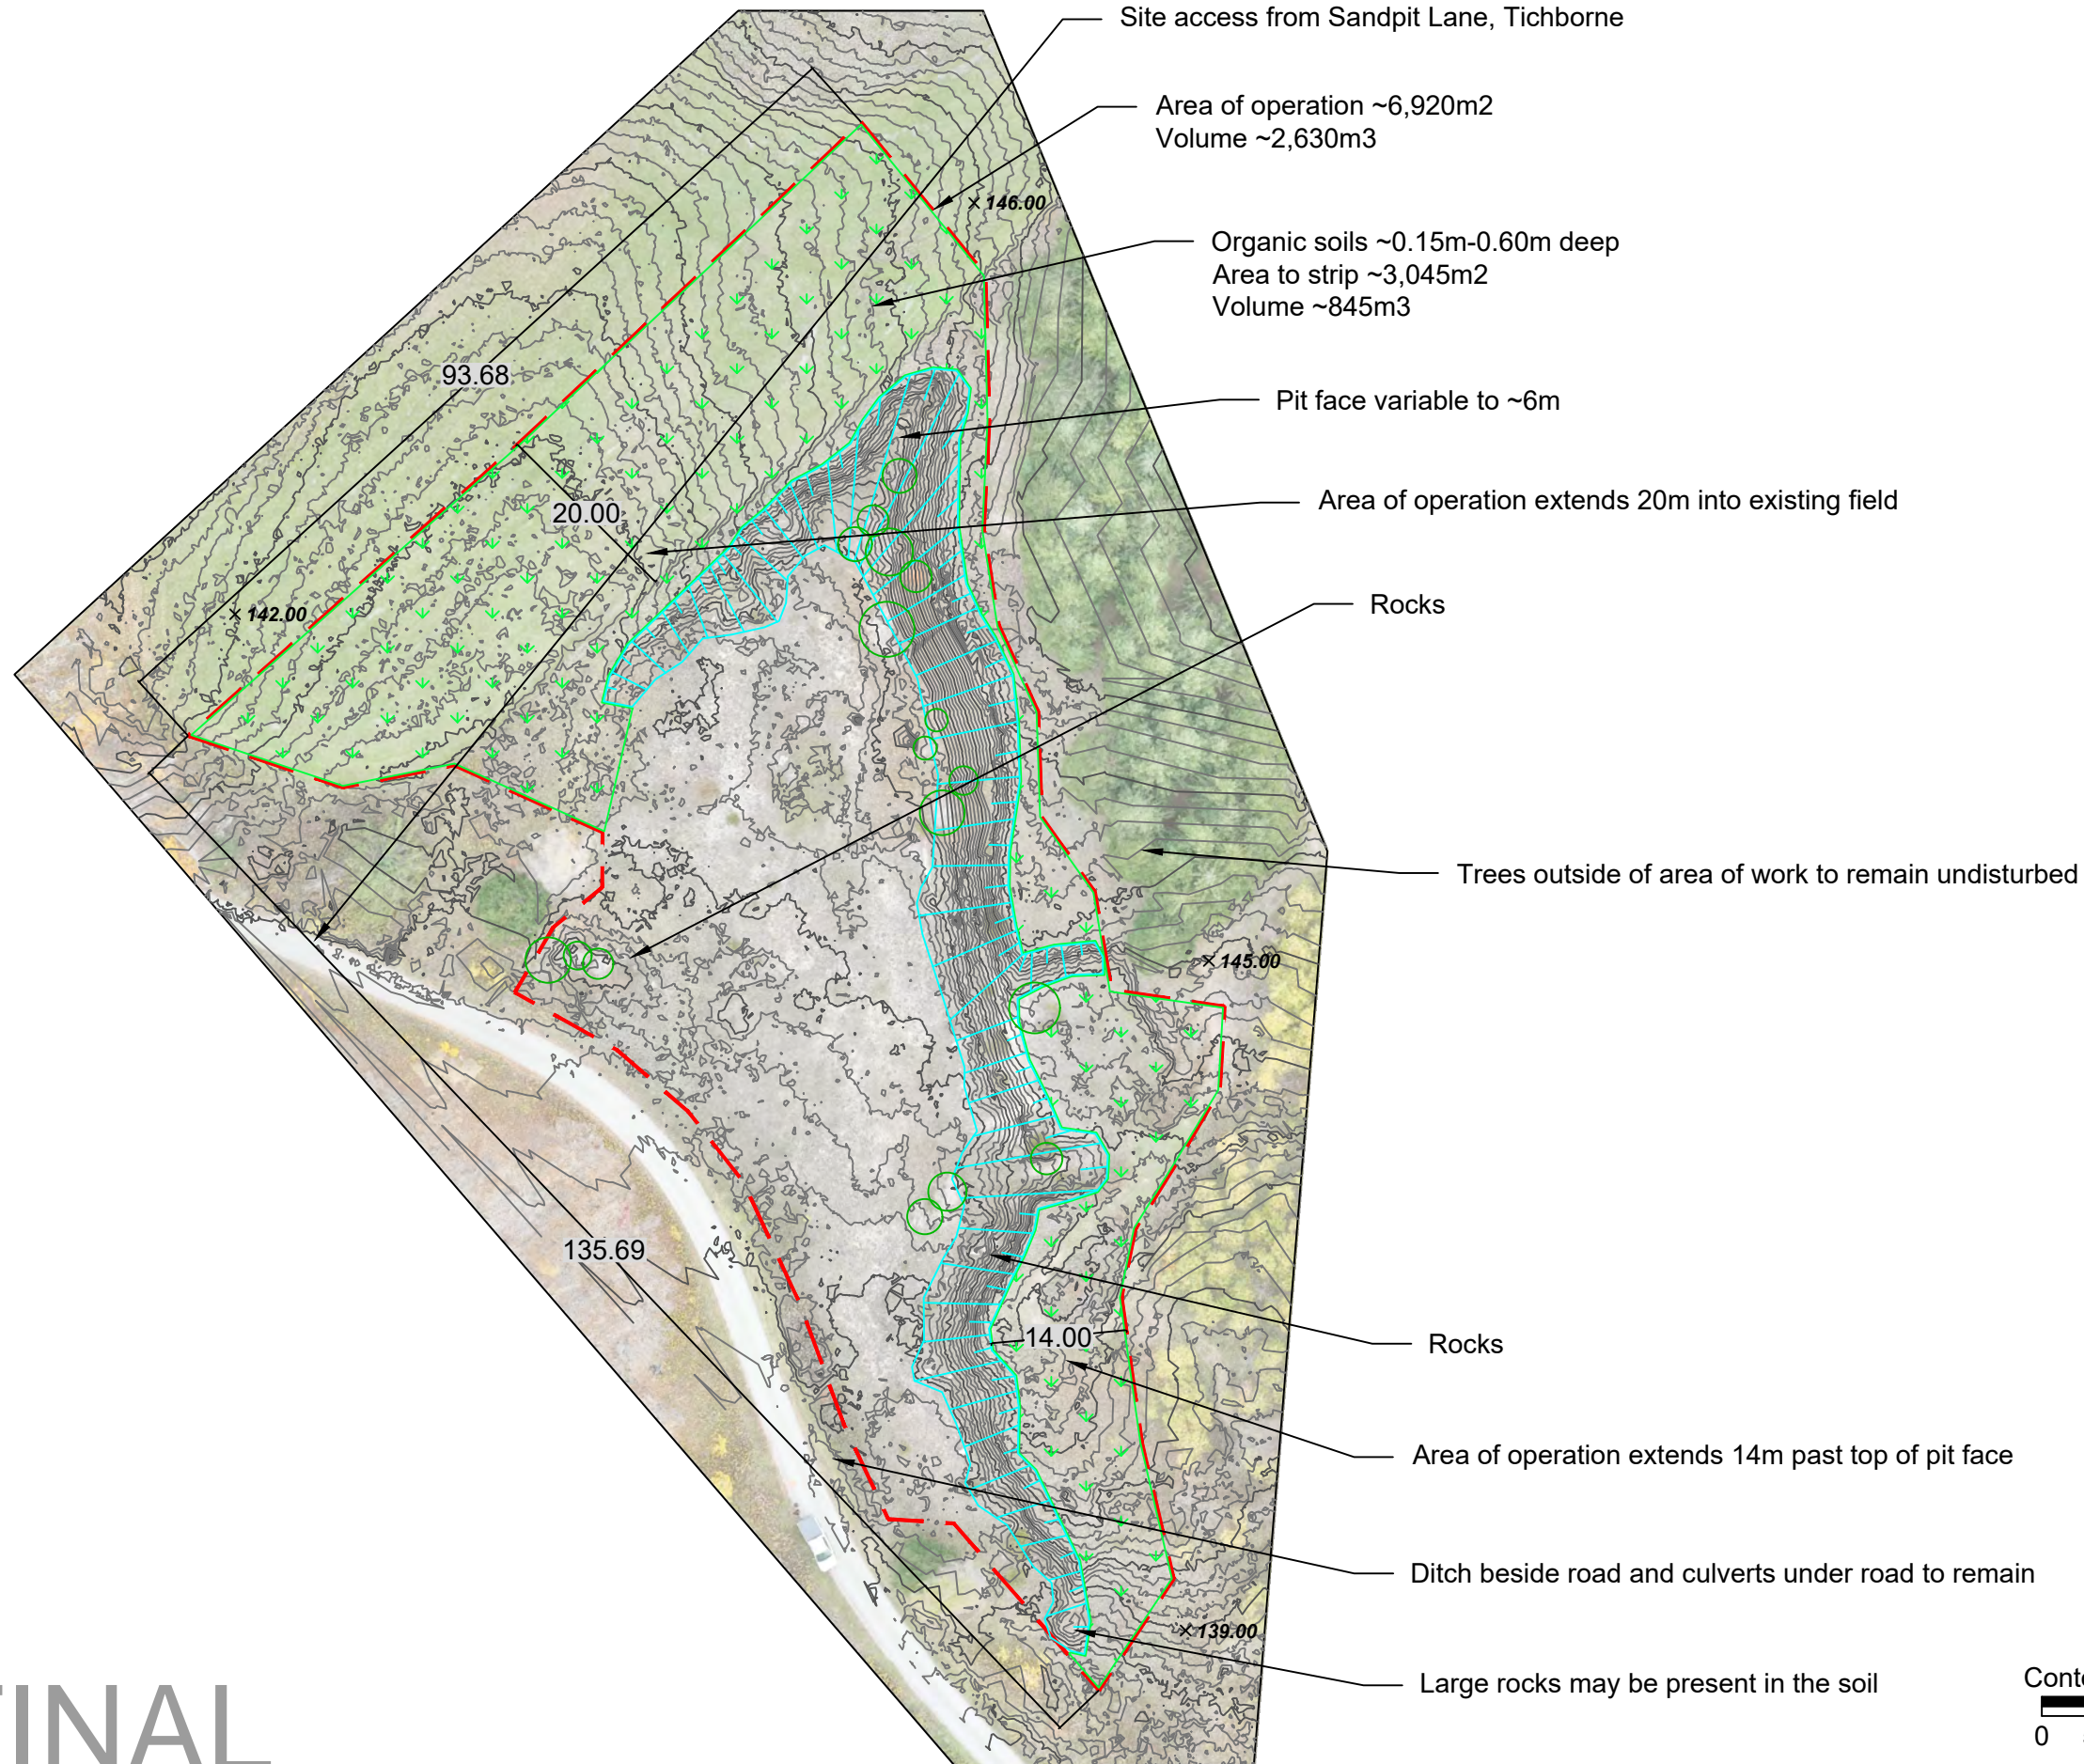 Site access from Sandpit Lane, Tichborne
Area of operation ~6,920m2
Volume ~2,630m3
146.00
Organic soils ~0.15m-0.60m deep
Area to strip ~3,045m2
Volume ~845m3
93.68
Pit face variable to ~6m
20.00
Area of operation extends 20m into existing field
142.00
Rocks
Trees outside of area of work to remain undisturbed
145.00
135.69
14.00
Rocks
Area of operation extends 14m past top of pit face
Ditch beside road and culverts under road to remain
139.00
Large rocks may be present in the soil
0